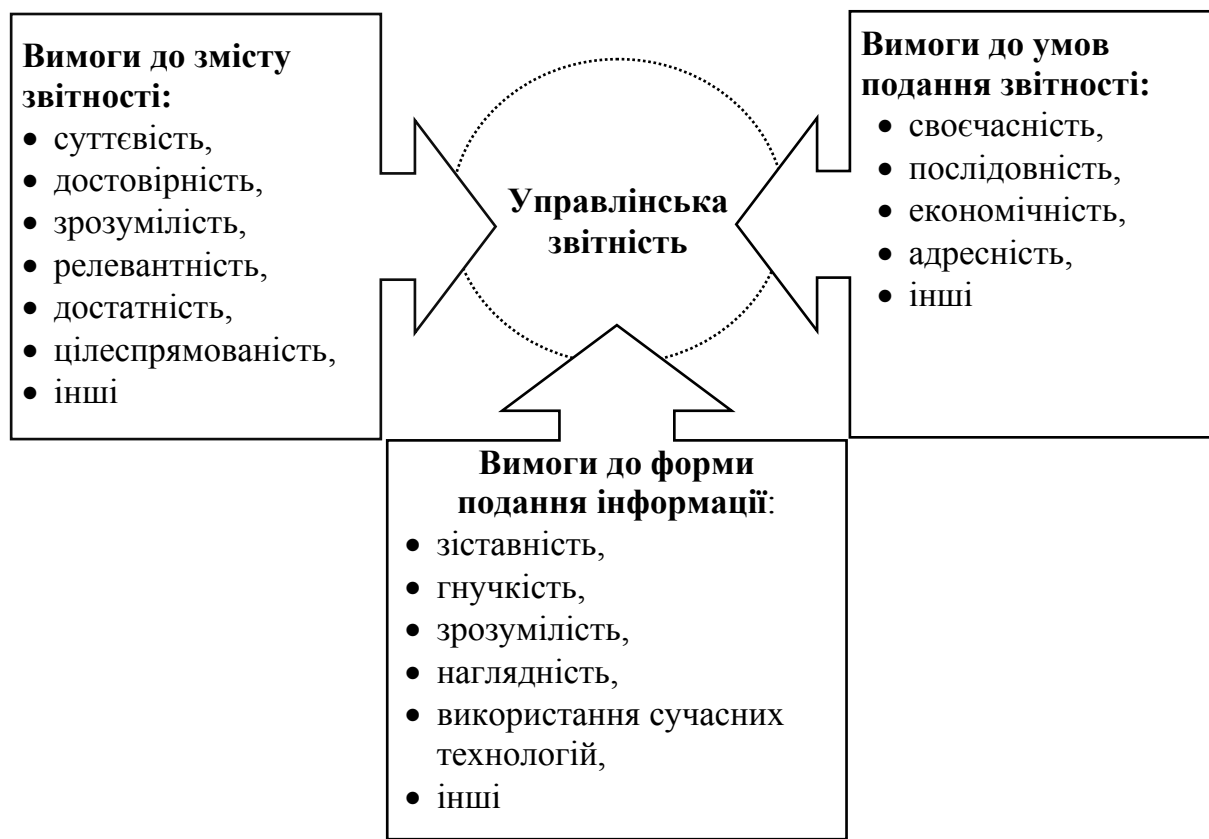 Вимоги до змісту
звітності:
• суттєвість,
• достовірність,
• зрозумілість,
• релевантність,
• достатність,
• цілеспрямованість,
• інші
Управлінська
звітність
Вимоги до умов
подання звітності:
• своєчасність,
• послідовність,
• економічність,
• адресність,
• інші
Вимоги до форми
подання інформації:
• зіставність,
• гнучкість,
• зрозумілість,
• наглядність,
• використання сучасних
технологій,
• інші